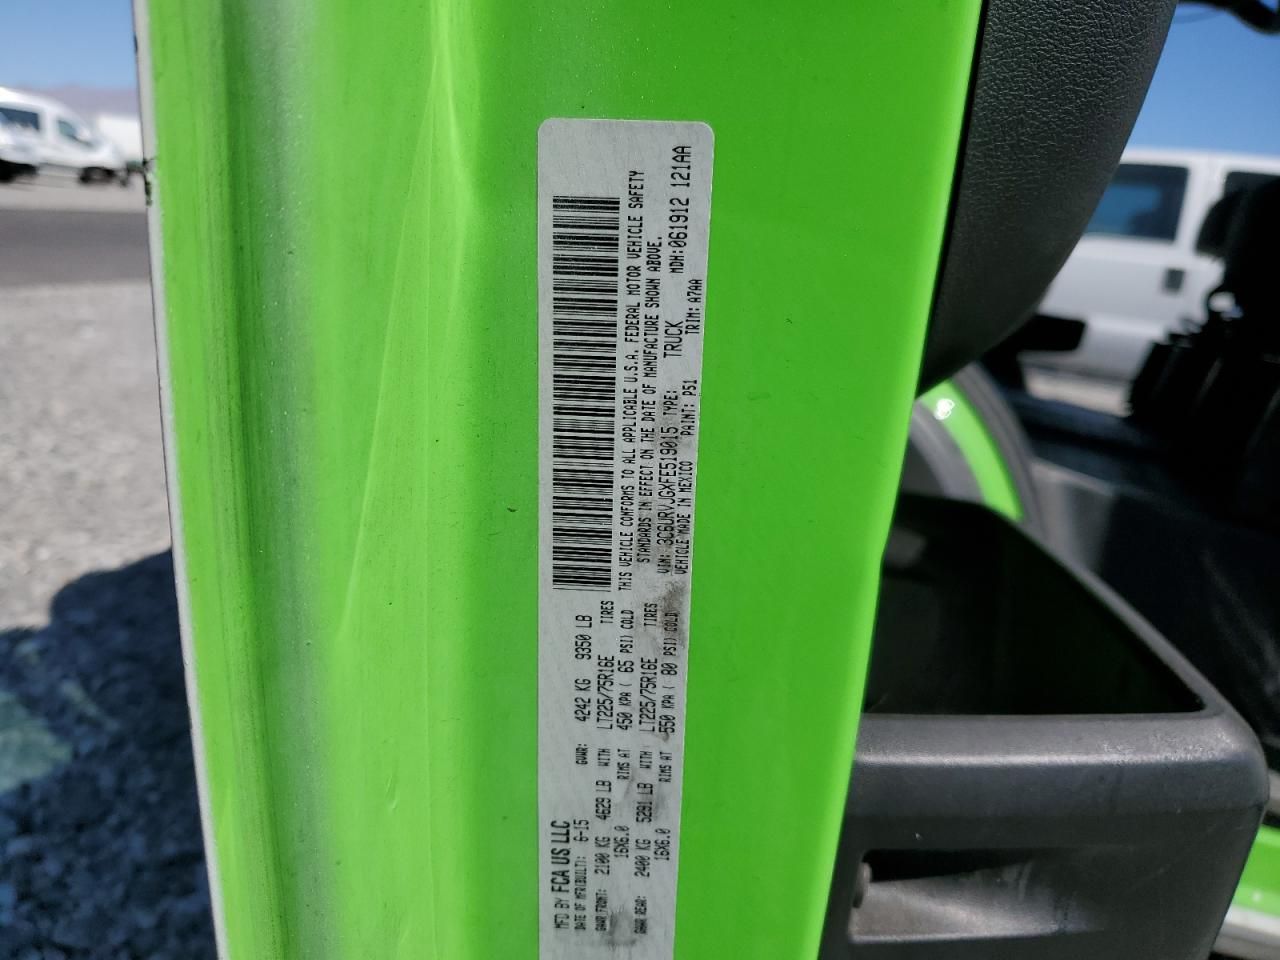 MFD BY FCA US LLC
DATE OF MFR(BUILT): 6-15 GVWR: 4242 KG 9350 LB
GAWR FRONT: 2100 KG 4629 LB WITH LT225/75R16E TIRES
16X6.0 RIMS AT 450 KPA ( 65 PSI) COLD
GAWR REAR: 2400 KG 5291 LB WITH: LT225/75R16E TIRES
16X6.0 RIMS AT 550 KPA ( 80 PSI) COLD
THIS VEHICLE CONFORMS TO ALL APPLICABLE U.S.A. FEDERAL MOTOR VEHICLE SAFETY
STANDARDS IN EFFECT ON THE DATE OF MANUFACTURE SHOWN ABOVE.
VIN: 3C6URVJGXFE519015 TYPE: TRUCK MDH:061912 121AA
VEHICLE MADE IN MEXICO PAINT: P51 TRIM: A7AA